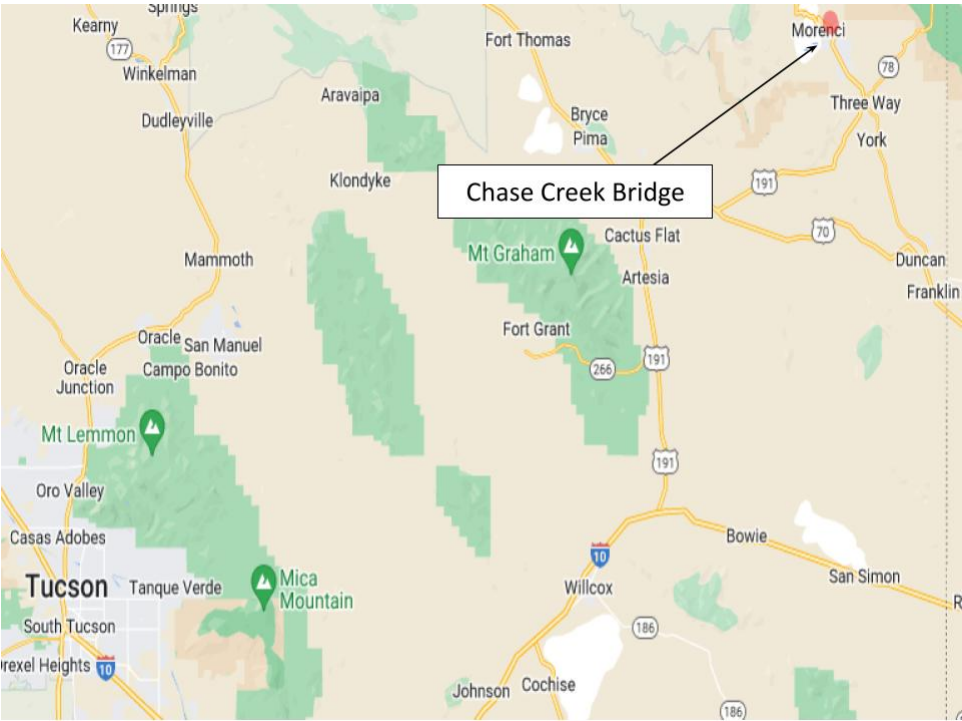 Springs
Kearny
177
Winkelman
Dudleyville
Aravaipa
Klondyke
Fort Thomas
Bryce
Pima
Morenci
78
Three Way
York
Chase Creek Bridge
191
70
Mt Graham
Cactus Flat
Artesia
Duncan
Franklin
Mammoth
Oracle
San Manuel
Oracle
Junction
Campo Bonito
Fort Grant
266
191
Mt Lemmon
Oro Valley
191
Casas Adobes
Bowie
10
Tucson
Tanque Verde
Mica
Mountain
Willcox
San Simon
R
South Tucson
186
rexel Heights
10
Johnson
Cochise
186